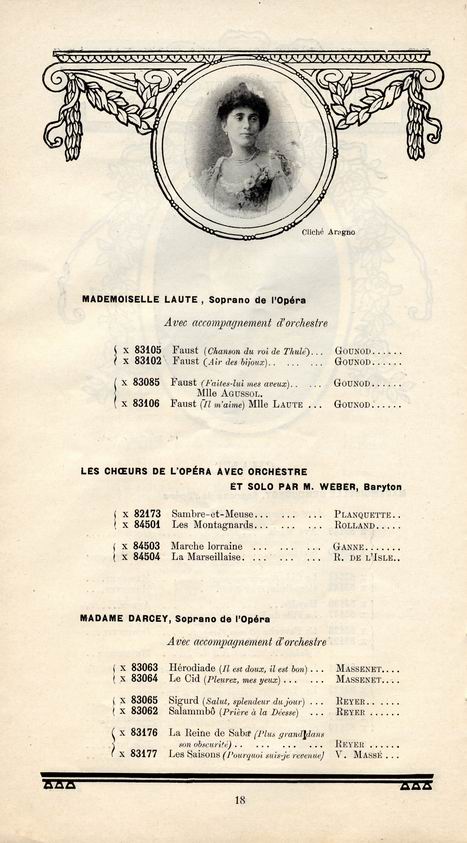 Cliché Aragno
MADEMOISELLE LAUTE, Soprano de l'Opéra
Avec accompagnement d'orchestre
x 83105 Faust (Chanson du roi de Thulé)... GOUNOD......
x 83102 Faust (Air des bijoux).. ... ... GOUNOD......
x 83085 Faust (Faites-lui mes aveux).. ... GOUNOD......
Mlle AGUSSOL.
x 83106 Faust (Il m'aime) Mlle LAUTE ... GOUNOD......
LES CHŒURS DE L'OPÉRA AVEC ORCHESTRE
ET SOLO PAR M. WEBER, Baryton
x 82173 Sambre-et-Meuse... ... ... PLANQUETTE..
x 84501 Les Montagnards... ... ... ROLLAND.....
x 84503 Marche lorraine ... ... ... GANNE.......
x 84504 La Marseillaise. ... ... ... R. DE L'ISLE..
MADAME DARCEY, Soprano de l'Opéra
Avec accompagnement d'orchestre
x 83063 Hérodiade (Il est doux, il est bon)... MASSENET....
x 83064 Le Cid (Pleurez, mes yeux) ... ... MASSENET....
x 83065 Sigurd (Salut, splendeur du jour) ... REYER.. .....
x 83062 Salammbô (Prière à la Déesse) ... REYER ......
x 83176 La Reine de Saba (Plus grand dans
son obscurité).. ... ... ... REYER ......
x 83177 Les Saisons (Pourquoi suis-je revenue) V. MASSÉ ....
18